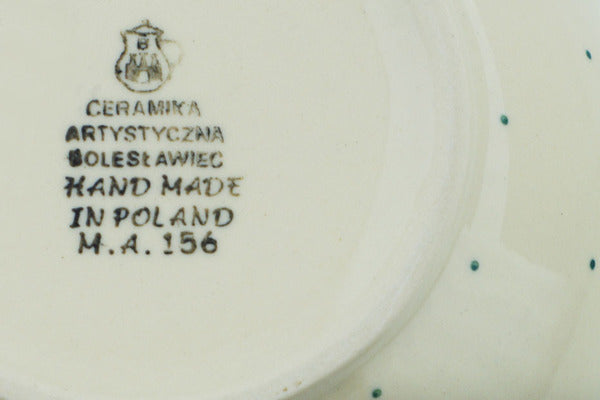 B
CERAMIKA
ARTYSTYCZNA
BOLESŁAWIEC
HAND MADE
IN POLAND
M.A. 156